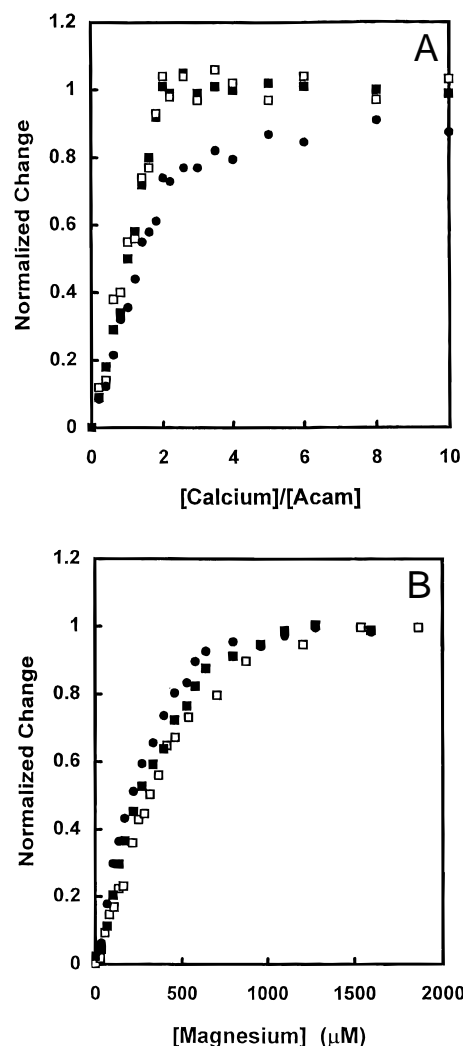 A
1.2
1
0.8
0.6
0.4
0.2
0
Normalized Change
0 2 4 6 8 10
[Calcium]/[Acam]
B
1.2
1
0.8
0.6
0.4
0.2
0
Normalized Change
0 500 1000 1500 2000
[Magnesium] (μM)